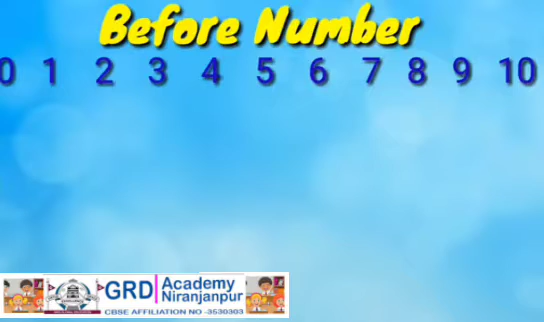 Before Number
0 1 2 3 4 5 6 7 8 9 10
GRD Academy
Niranjanpur
CBSE AFFILIATION NO -3530303